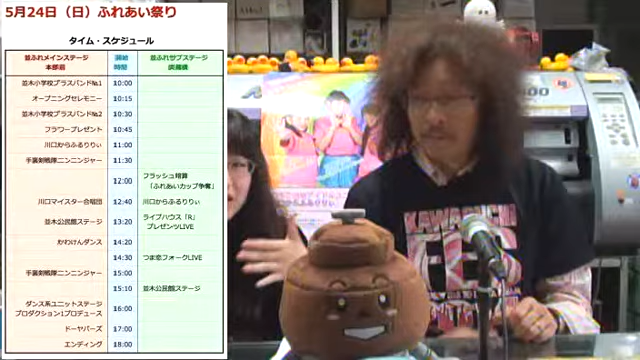 5月24日（日）ふれあい祭り
タイム・スケジュール
並ふれメインステージ 開始 並ふれサブステージ
本部前 時間
並木小学校ブラスバンド№1 10:00
オープニングセレモニー 10:15
並木小学校ブラスバンド№2 10:30
フラワープレゼント 10:45
川口からふるりりぃ 11:00
手裏剣戦隊ニンニンジャー 11:30
12:00 フラッシュ暗算
「ふれあいカップ争奪」
川口マイスター合唱団 12:40 川口からふるりりぃ
並木公民館ステージ 13:20 ライブハウス「R」
プレゼンツLIVE
かわけんダンス 14:20
14:30 つま恋フォークLIVE
手裏剣戦隊ニンニンジャー 15:00
15:10 並木公民館ステージ
ダンス系ユニットステージ 16:00
プロダクション1プロデュース
ドーヤバーズ 17:00
エンディング 18:00
KAWAGUCHI